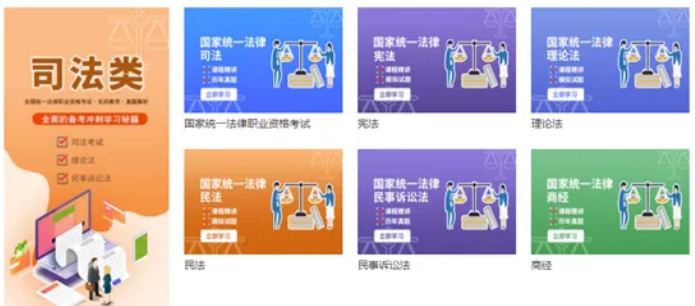 司法类
全国统一法律职业资格考试·名师教学·真题解析
全面的备考冲刺学习秘籍
司法考试
理论法
民事诉讼法
国家统一法律
司法
课程精讲
历年真题
立即学习
国家统一法律职业资格考试
国家统一法律
宪法
课程精讲
模拟试题
立即学习
宪法
国家统一法律
理论法
课程精讲
模拟试题
立即学习
理论法
国家统一法律
民法
课程精讲
模拟试题
立即学习
民法
国家统一法律
民事诉讼法
课程精讲
历年真题
立即学习
民事诉讼法
国家统一法律
商经
课程精讲
历年真题
立即学习
商经